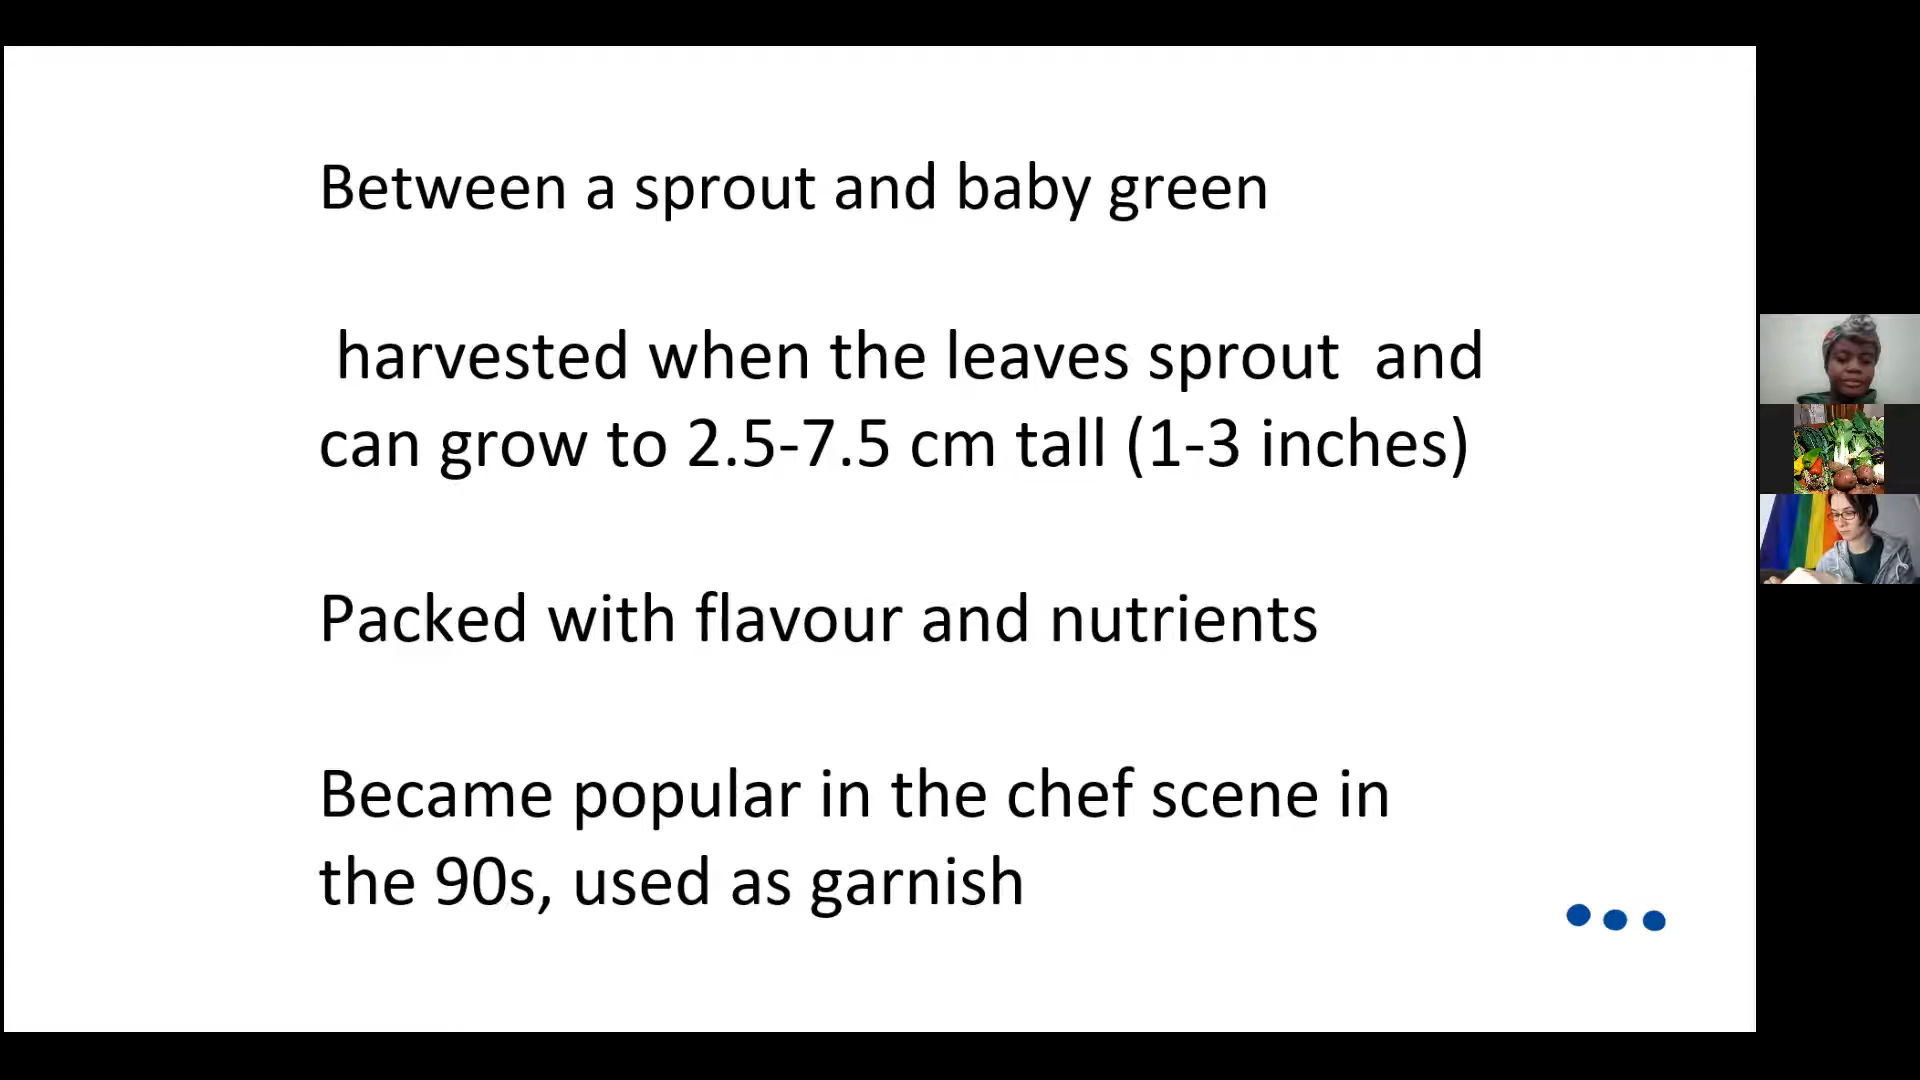 Between a sprout and baby green
harvested when the leaves sprout  and
can grow to 2.5-7.5 cm tall (1-3 inches)
Packed with flavour and nutrients
Became popular in the chef scene in
the 90s, used as garnish